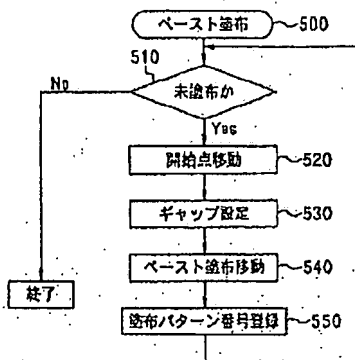 ペースト塗布
500
510
No
未塗布か
Yes
開始点移動
520
ギャップ設定
530
ペースト塗布移動
540
終了
塗布パターン番号登録
550